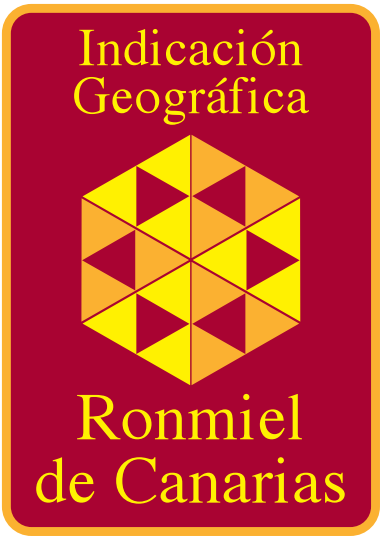 Indicación
Geográfica
Ronmiel
de Canarias